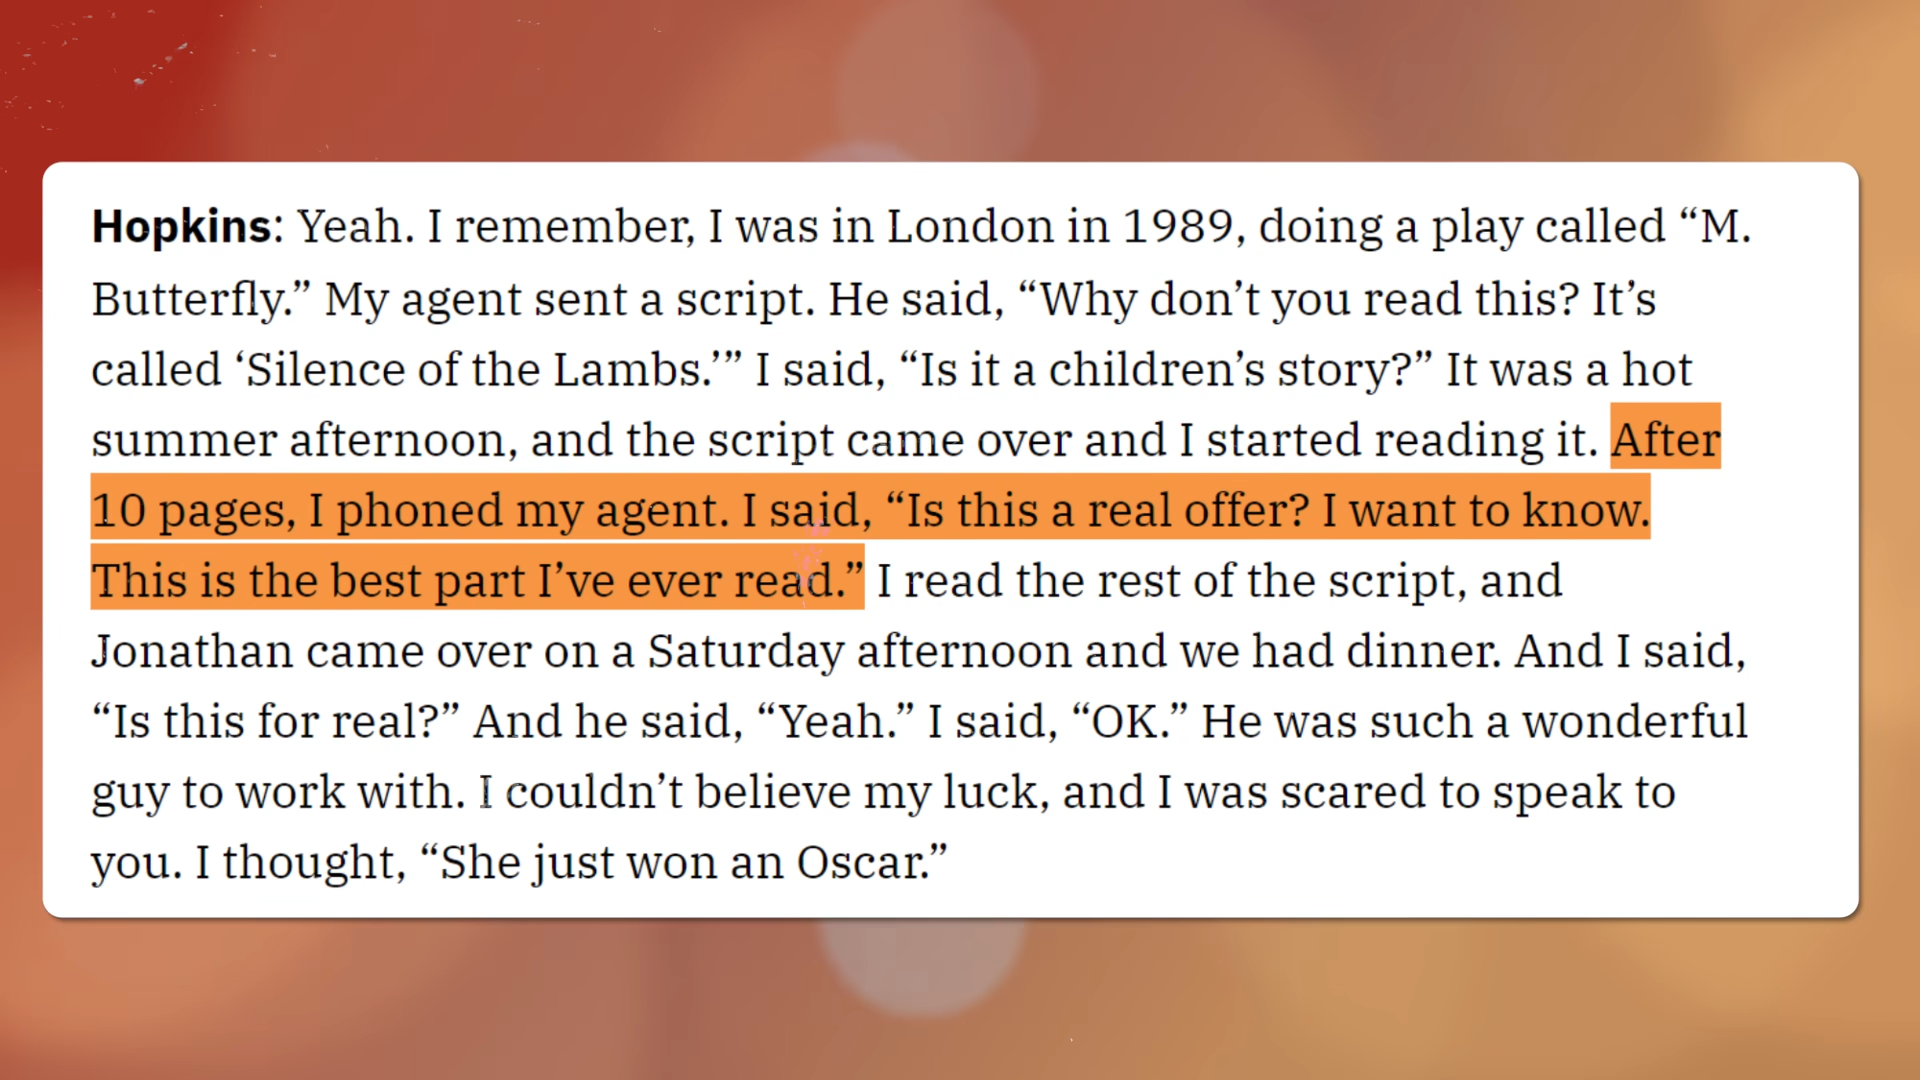 Hopkins: Yeah. I remember, I was in London in 1989, doing a play called “M.
Butterfly.” My agent sent a script. He said, “Why don’t you read this? It’s
called ‘Silence of the Lambs.’” I said, “Is it a children’s story?” It was a hot
summer afternoon, and the script came over and I started reading it. After
10 pages, I phoned my agent. I said, “Is this a real offer? I want to know.
This is the best part I’ve ever read.” I read the rest of the script, and
Jonathan came over on a Saturday afternoon and we had dinner. And I said,
“Is this for real?” And he said, “Yeah.” I said, “OK.” He was such a wonderful
guy to work with. I couldn’t believe my luck, and I was scared to speak to
you. I thought, “She just won an Oscar.”